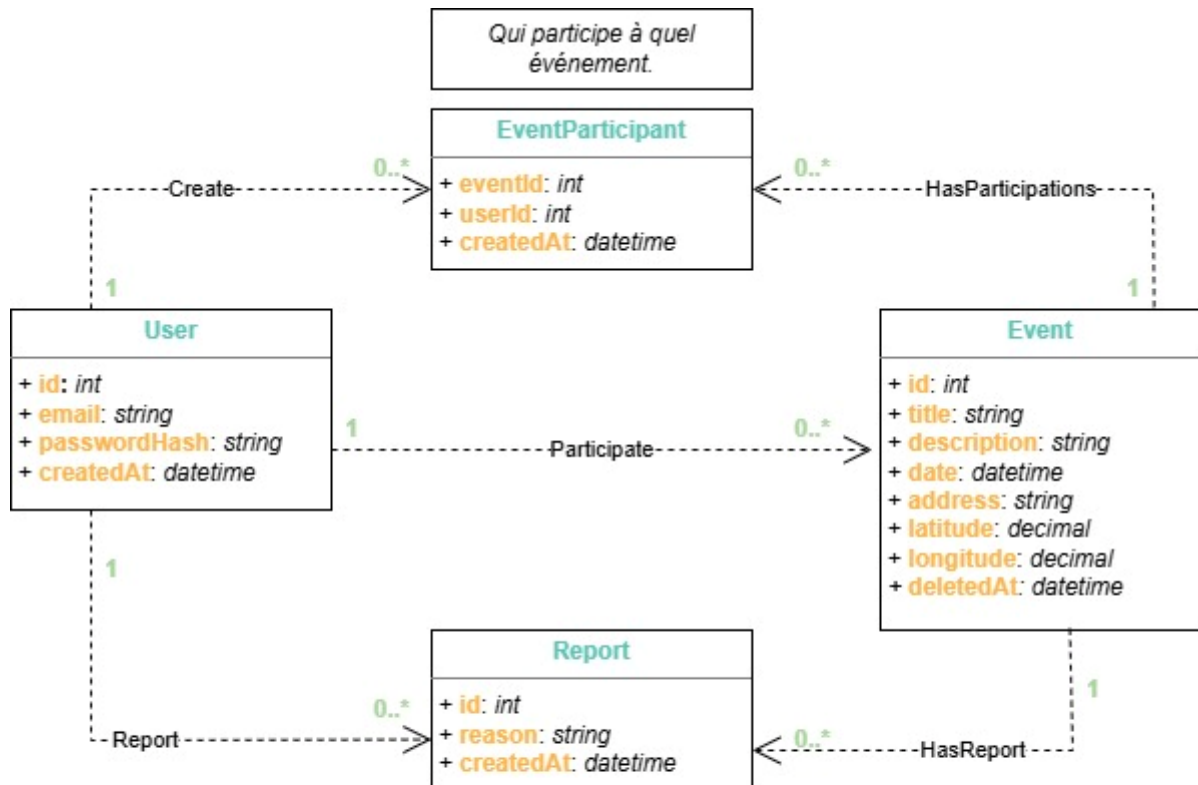 Qui participe à quel
événement.
EventParticipant
+ eventId: int
+ userId: int
+ createdAt: datetime
0..*
0..*
Create
HasParticipations
1
1
User
+ id: int
+ email: string
+ passwordHash: string
+ createdAt: datetime
Event
+ id: int
+ title: string
+ description: string
+ date: datetime
+ address: string
+ latitude: decimal
+ longitude: decimal
+ deletedAt: datetime
1
Participate
0..*
1
1
Report
+ id: int
+ reason: string
+ createdAt: datetime
0..*
0..*
Report
HasReport